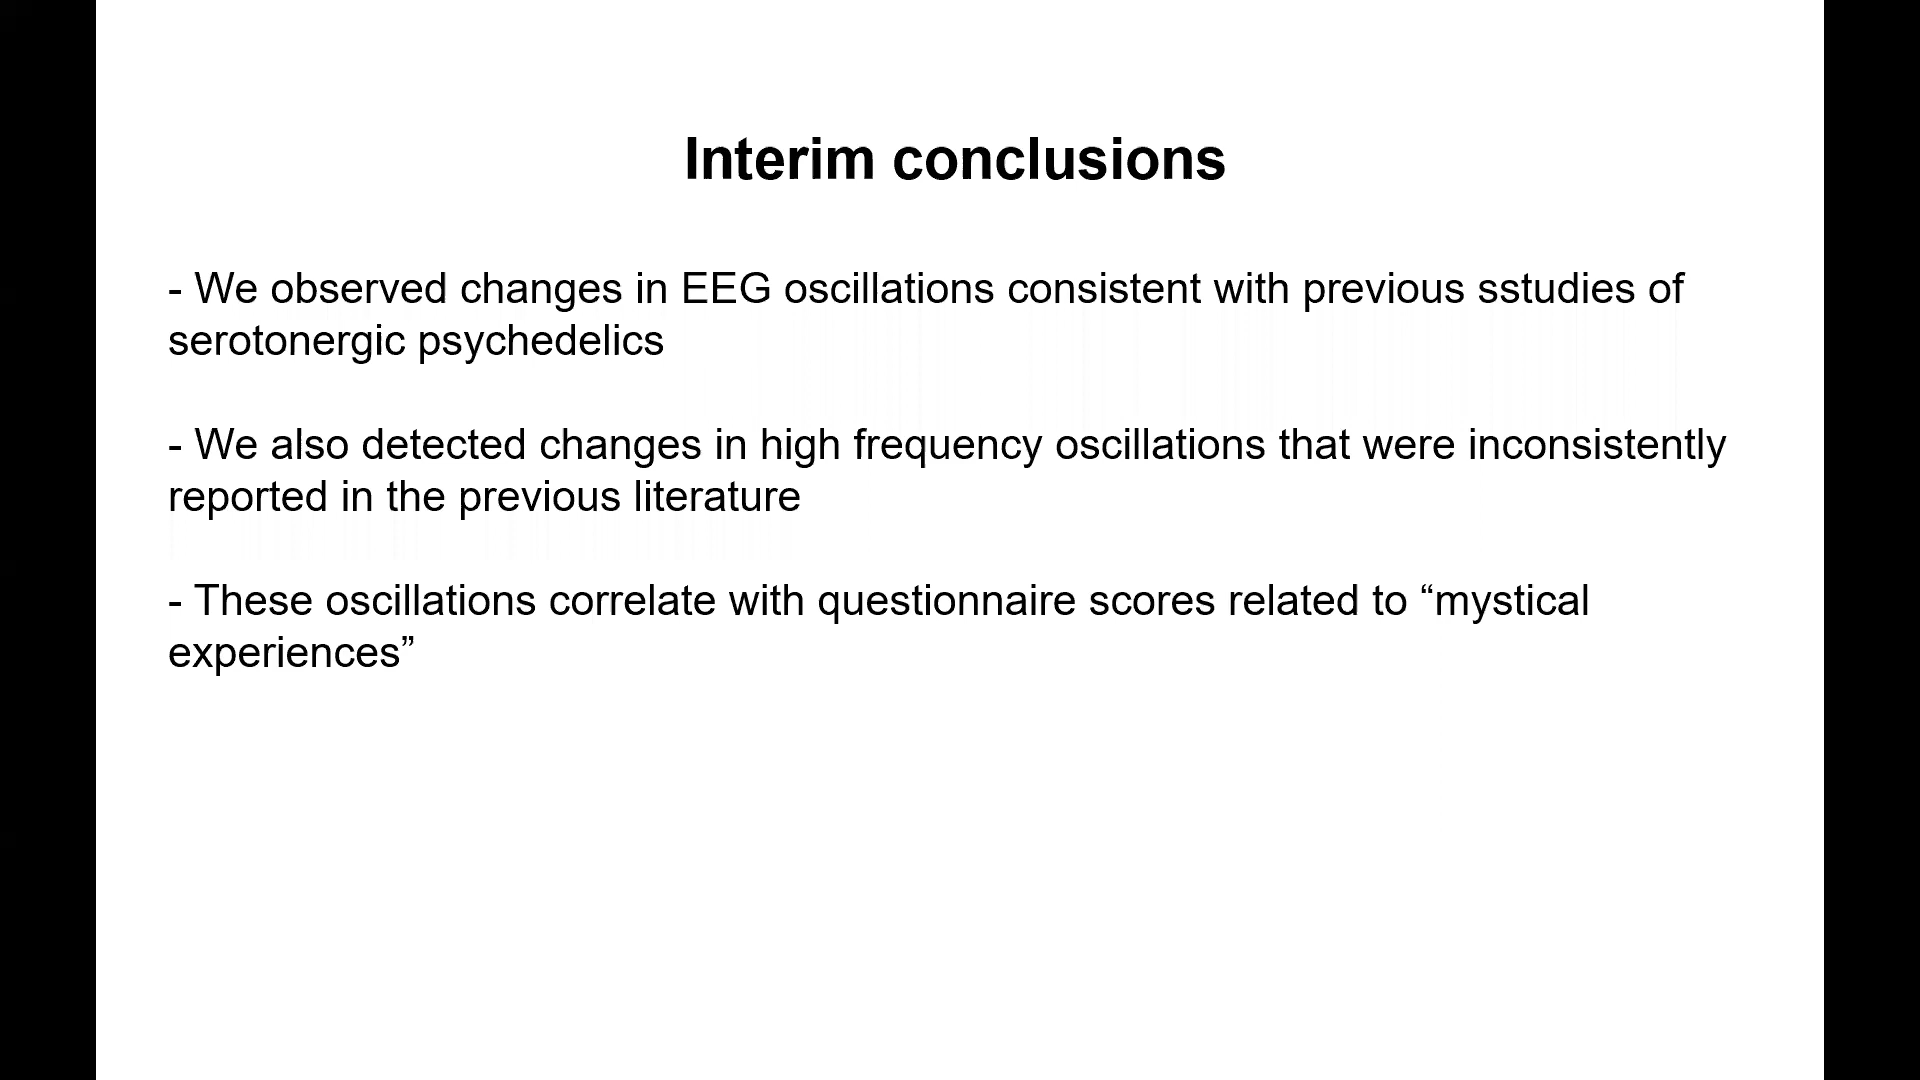 Interim conclusions
- We observed changes in EEG oscillations consistent with previous sstudies of
serotonergic psychedelics
- We also detected changes in high frequency oscillations that were inconsistently
reported in the previous literature
- These oscillations correlate with questionnaire scores related to “mystical
experiences”